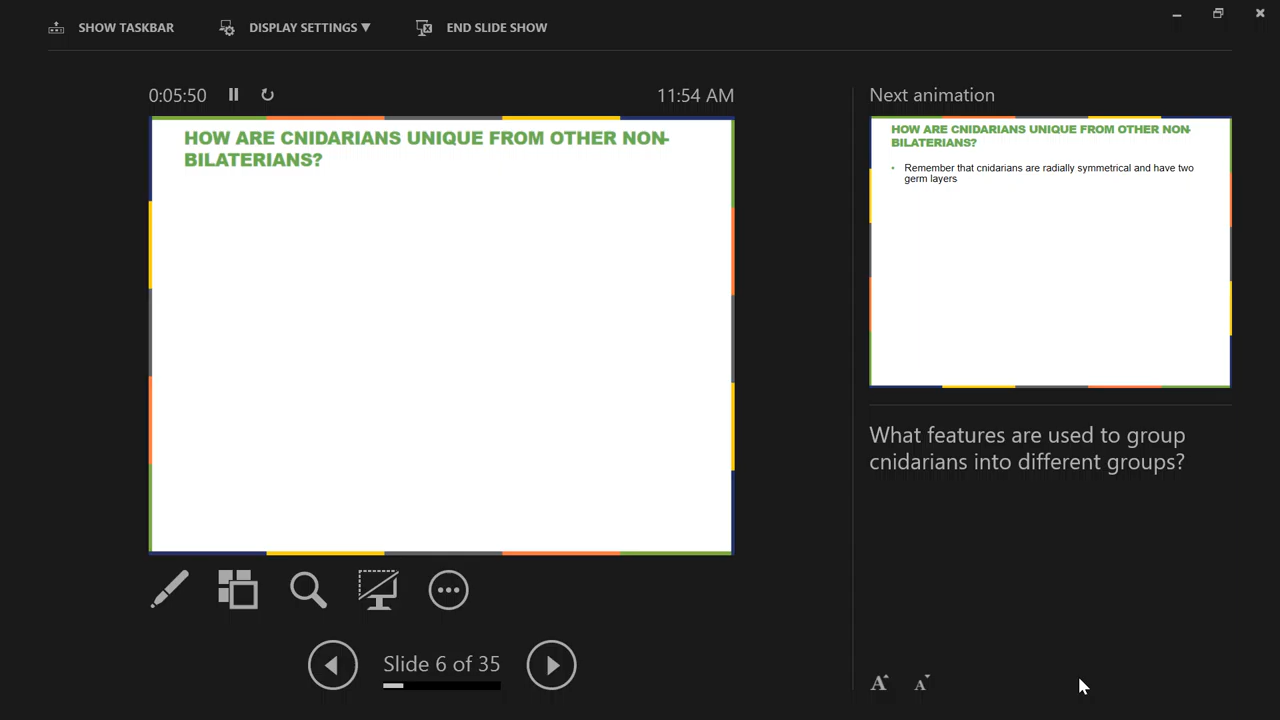 SHOW TASKBAR
DISPLAY SETTINGS ▼
END SLIDE SHOW
0:05:50
11:54 AM
HOW ARE CNIDARIANS UNIQUE FROM OTHER NON-
BILATERIANS?
Slide 6 of 35
Next animation
HOW ARE CNIDARIANS UNIQUE FROM OTHER NON-
BILATERIANS?
• Remember that cnidarians are radially symmetrical and have two
germ layers
What features are used to group
cnidarians into different groups?
A A